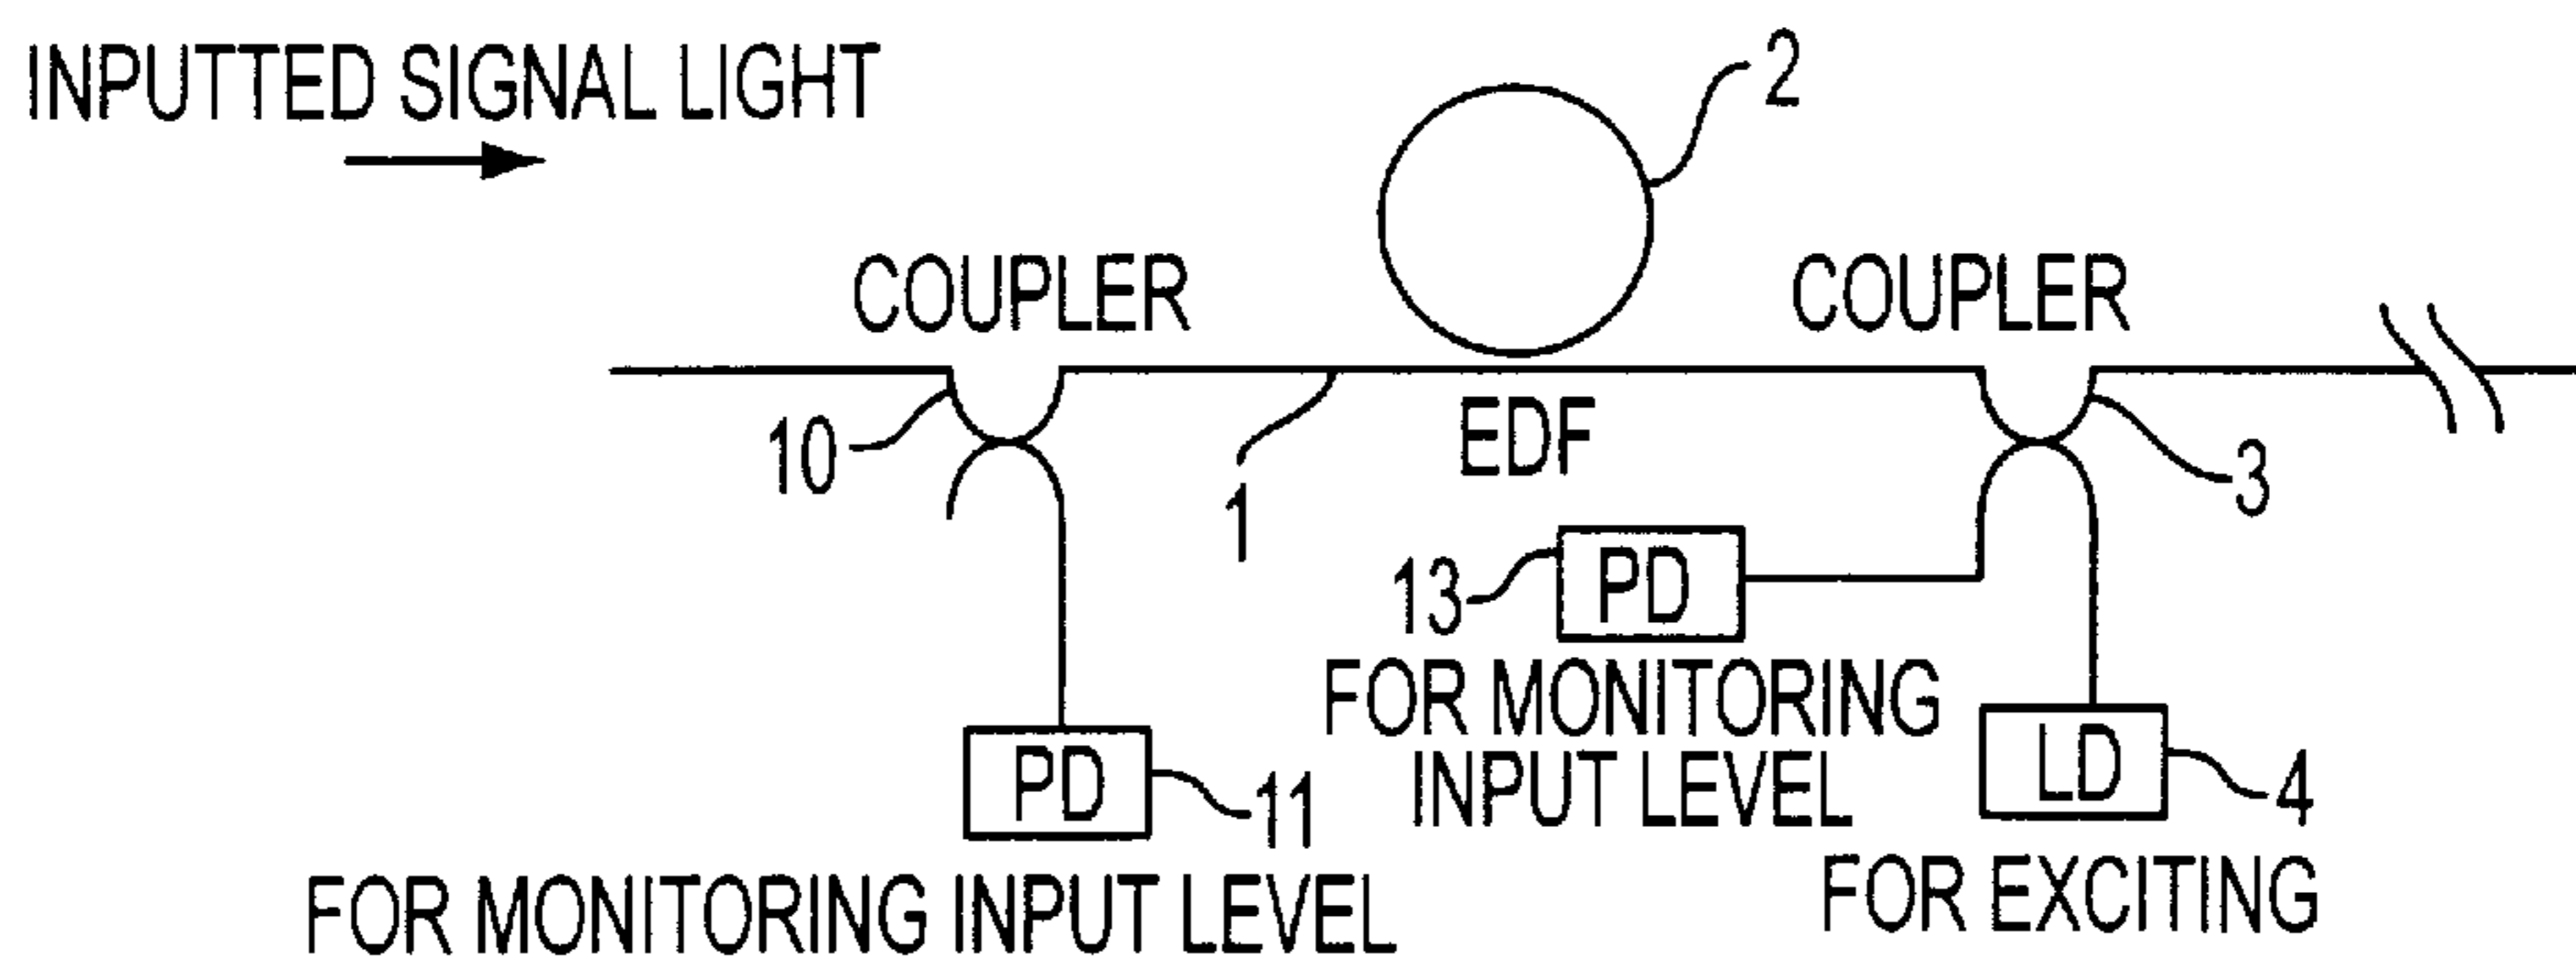 INPUTTED SIGNAL LIGHT
2
COUPLER
COUPLER
10
1
EDF
3
13
PD
FOR MONITORING
INPUT LEVEL
PD
11
LD
4
FOR MONITORING INPUT LEVEL
FOR EXCITING